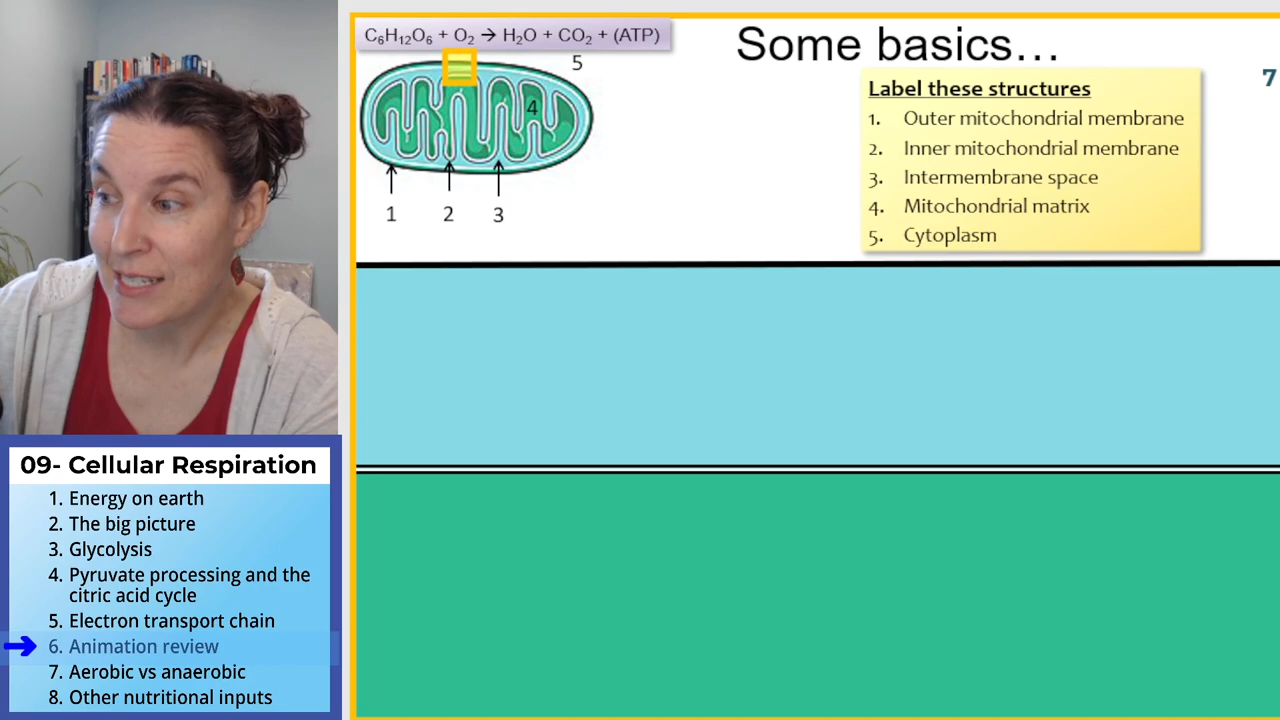 C₆H₁₂O₆ + O₂ → H₂O + CO₂ + (ATP)
Some basics...
5
4
1 2 3
7
Label these structures
1. Outer mitochondrial membrane
2. Inner mitochondrial membrane
3. Intermembrane space
4. Mitochondrial matrix
5. Cytoplasm
09- Cellular Respiration
1. Energy on earth
2. The big picture
3. Glycolysis
4. Pyruvate processing and the
citric acid cycle
5. Electron transport chain
6. Animation review
7. Aerobic vs anaerobic
8. Other nutritional inputs